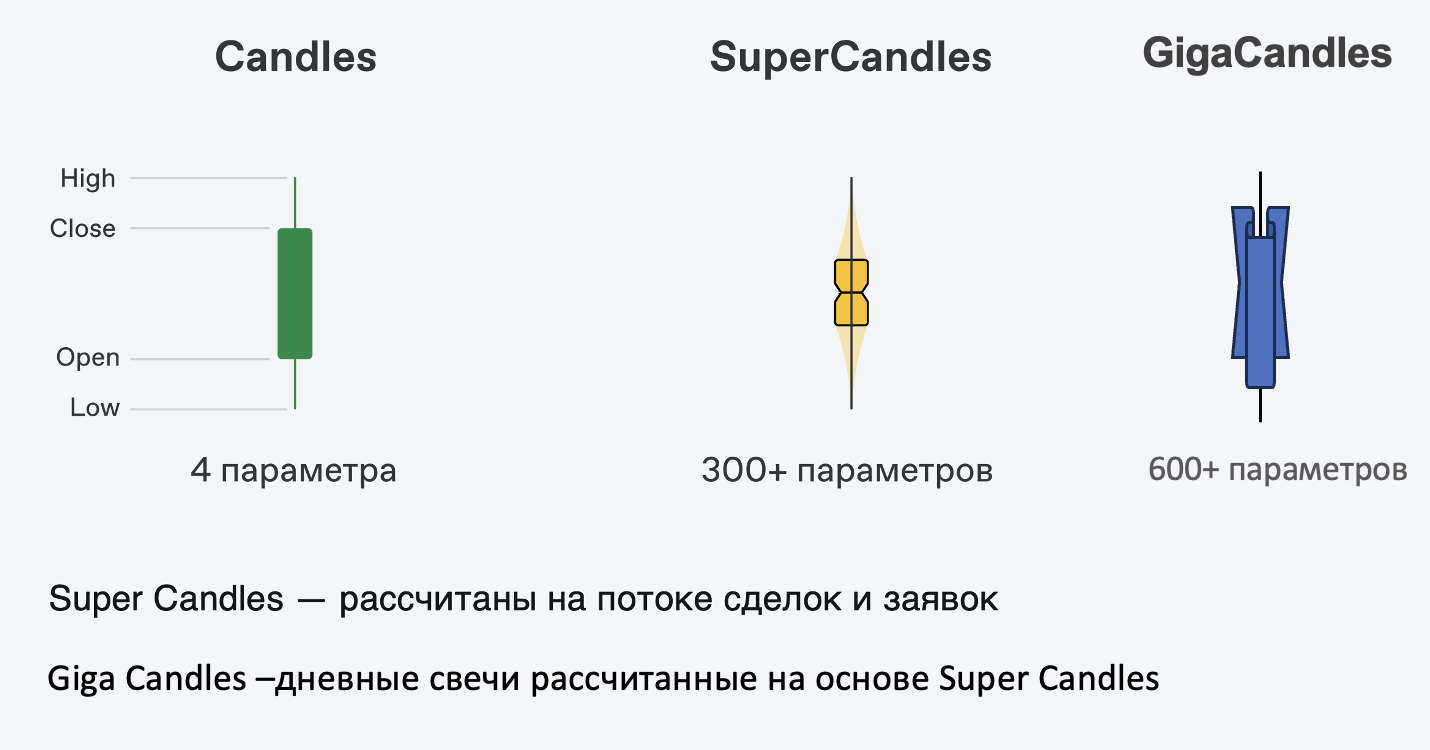 Candles
SuperCandles
GigaCandles
High
Close
Open
Low
4 параметра
300+ параметров
600+ параметров
Super Candles — рассчитаны на потоке сделок и заявок
Giga Candles –дневные свечи рассчитанные на основе Super Candles